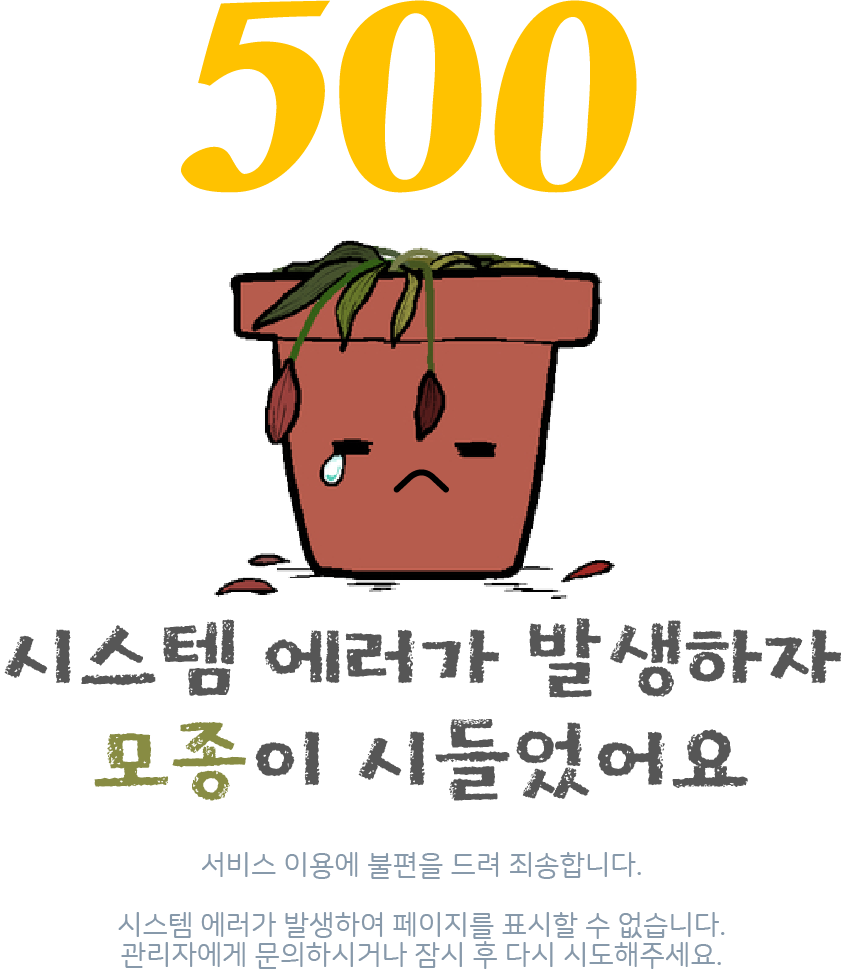 500
시스템 에러가 발생하자
모종이 시들었어요
서비스 이용에 불편을 드려 죄송합니다.
시스템 에러가 발생하여 페이지를 표시할 수 없습니다.
관리자에게 문의하시거나 잠시 후 다시 시도해주세요.